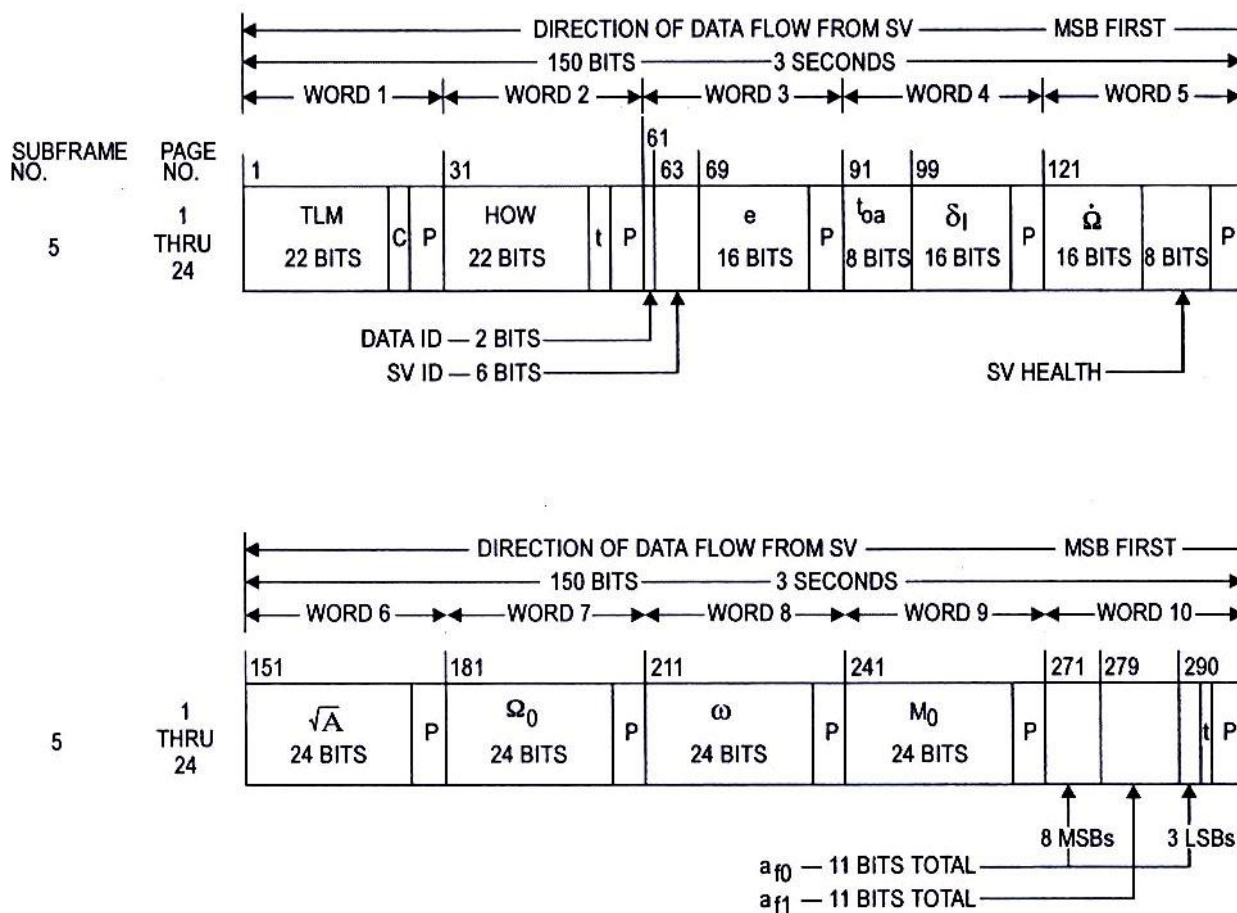 DIRECTION OF DATA FLOW FROM SV MSB FIRST
150 BITS 3 SECONDS
WORD 1 WORD 2 WORD 3 WORD 4 WORD 5
SUBFRAME NO. PAGE NO.
1 31 61 63 69 91 99 121
5 1 THRU 24
TLM 22 BITS C P HOW 22 BITS t P e 16 BITS P t_oa 8 BITS δ_I 16 BITS P Ω̇ 16 BITS 8 BITS P
DATA ID — 2 BITS
SV ID — 6 BITS SV HEALTH
DIRECTION OF DATA FLOW FROM SV MSB FIRST
150 BITS 3 SECONDS
WORD 6 WORD 7 WORD 8 WORD 9 WORD 10
151 181 211 241 271 279 290
5 1 THRU 24
√A 24 BITS P Ω_0 24 BITS P ω 24 BITS P M_0 24 BITS P t P
8 MSBs 3 LSBs
a_f0 — 11 BITS TOTAL
a_f1 — 11 BITS TOTAL